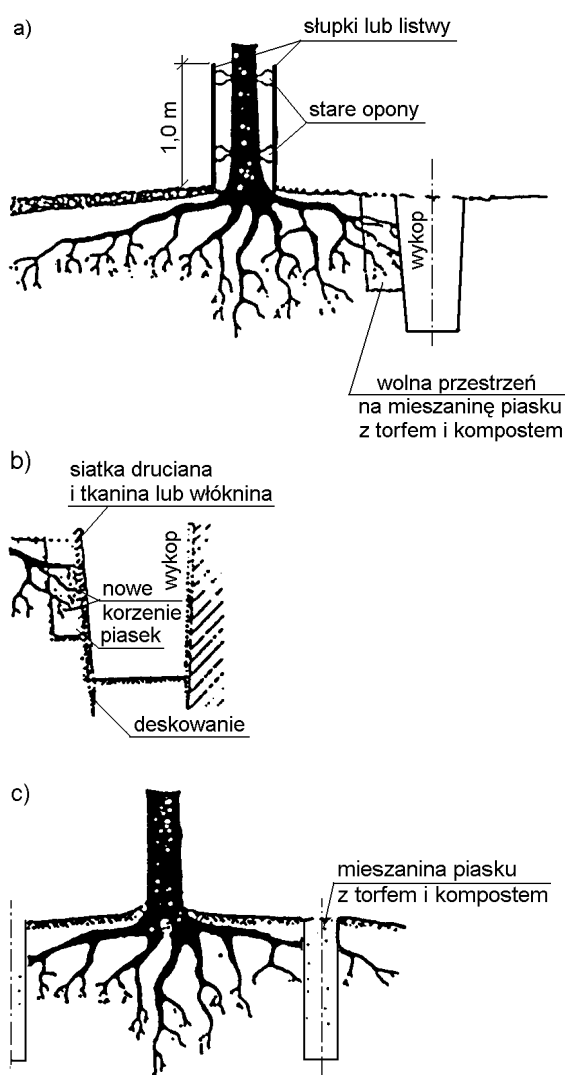 a)
słupki lub listwy
stare opony
1,0 m
wykop
wolna przestrzeń
na mieszaninę piasku
z torfem i kompostem
b)
siatka druciana
i tkanina lub włóknina
wykop
nowe
korzenie
piasek
deskowanie
c)
mieszanina piasku
z torfem i kompostem